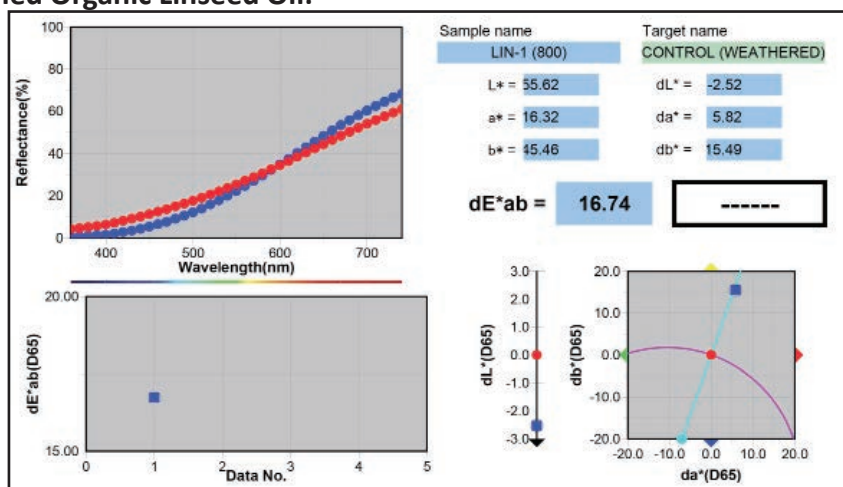 Organic Linseed Oil
Sample name
Target name
LIN-1 (800)
CONTROL (WEATHERED)
L* = 55.62
dL* = -2.52
a* = 16.32
da* = 5.82
b* = 45.46
db* = 15.49
dE*ab = 16.74
------
Reflectance(%)
100
80
60
40
20
0
400
500
600
700
Wavelength(nm)
dE*ab(D65)
20.00
15.00
0
1
2
3
4
5
Data No.
dL*(D65)
3.0
2.0
1.0
0.0
-1.0
-2.0
-3.0
db*(D65)
20.0
10.0
0.0
-10.0
-20.0
-20.0
-10.0
0.0
10.0
20.0
da*(D65)